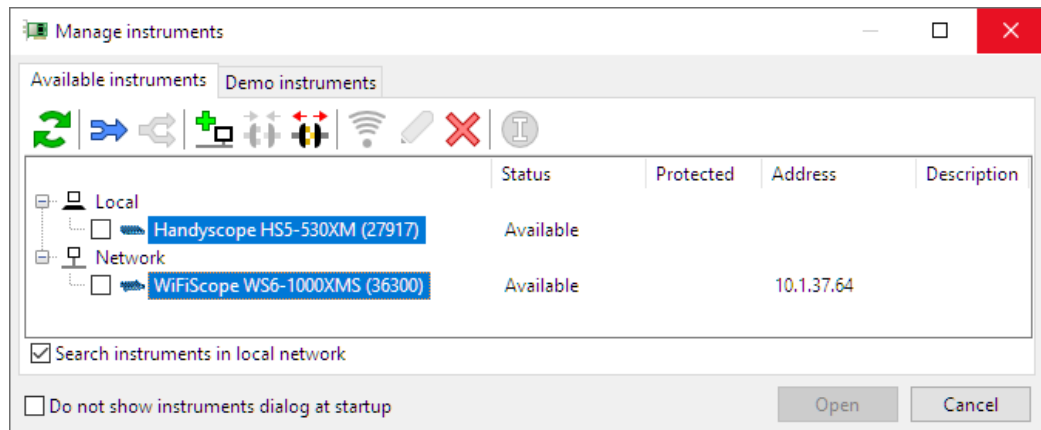 Manage instruments
Available instruments Demo instruments
Status Protected Address Description
Local
Handyscope HS5-530XM (27917) Available
Network
WiFiScope WS6-1000XMS (36300) Available 10.1.37.64
Search instruments in local network
Do not show instruments dialog at startup Open Cancel